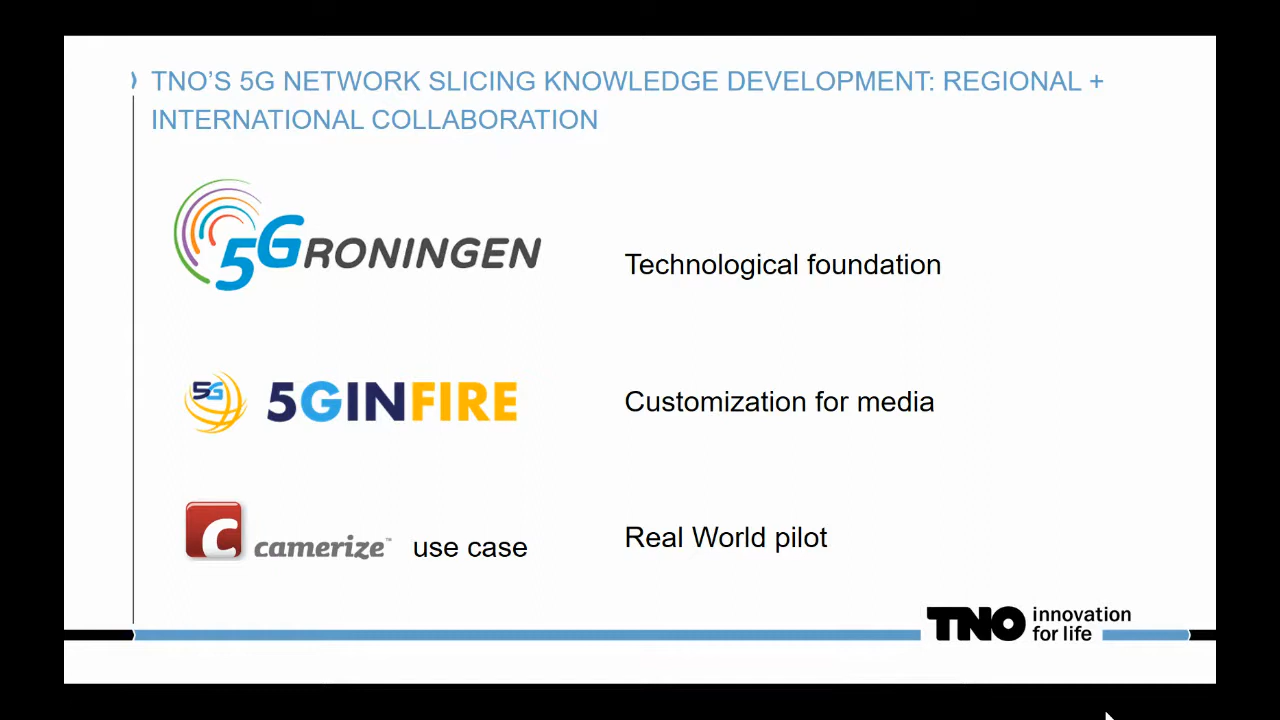 TNO’S 5G NETWORK SLICING KNOWLEDGE DEVELOPMENT: REGIONAL +
INTERNATIONAL COLLABORATION
5GRONINGEN
Technological foundation
5G
5GINFIRE
Customization for media
C
camerize™ use case
Real World pilot
TNO innovation
for life